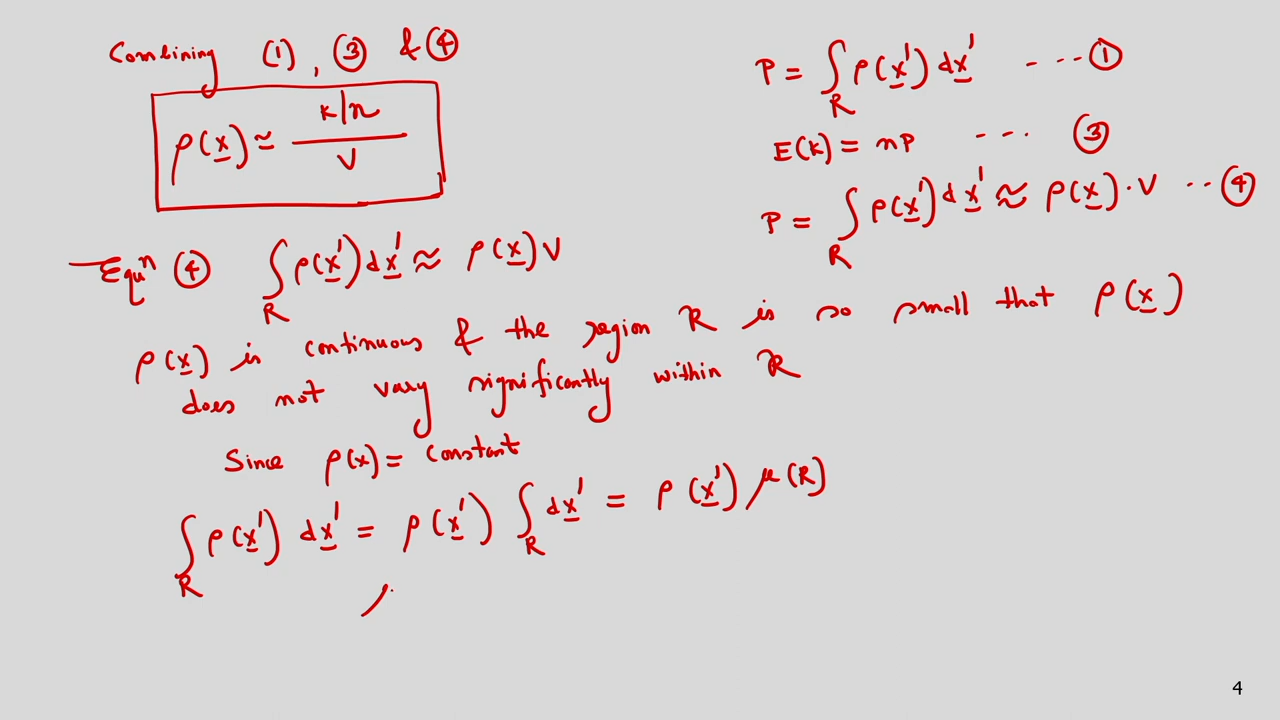 Combining (1), ③ & ④
p(x) ≈ k/n / V
P = ∫_R p(x') dx' ---- ①
E(k) = nP --- ③
P = ∫_R p(x') dx' ≈ p(x) · V ·· ④
Equⁿ ④ ∫_R p(x') dx' ≈ p(x) V
p(x) is continuous & the region R is so small that p(x)
does not vary significantly within R
Since p(x) = constant
∫_R p(x') dx' = p(x') ∫_R dx' = p(x') μ(R)
4